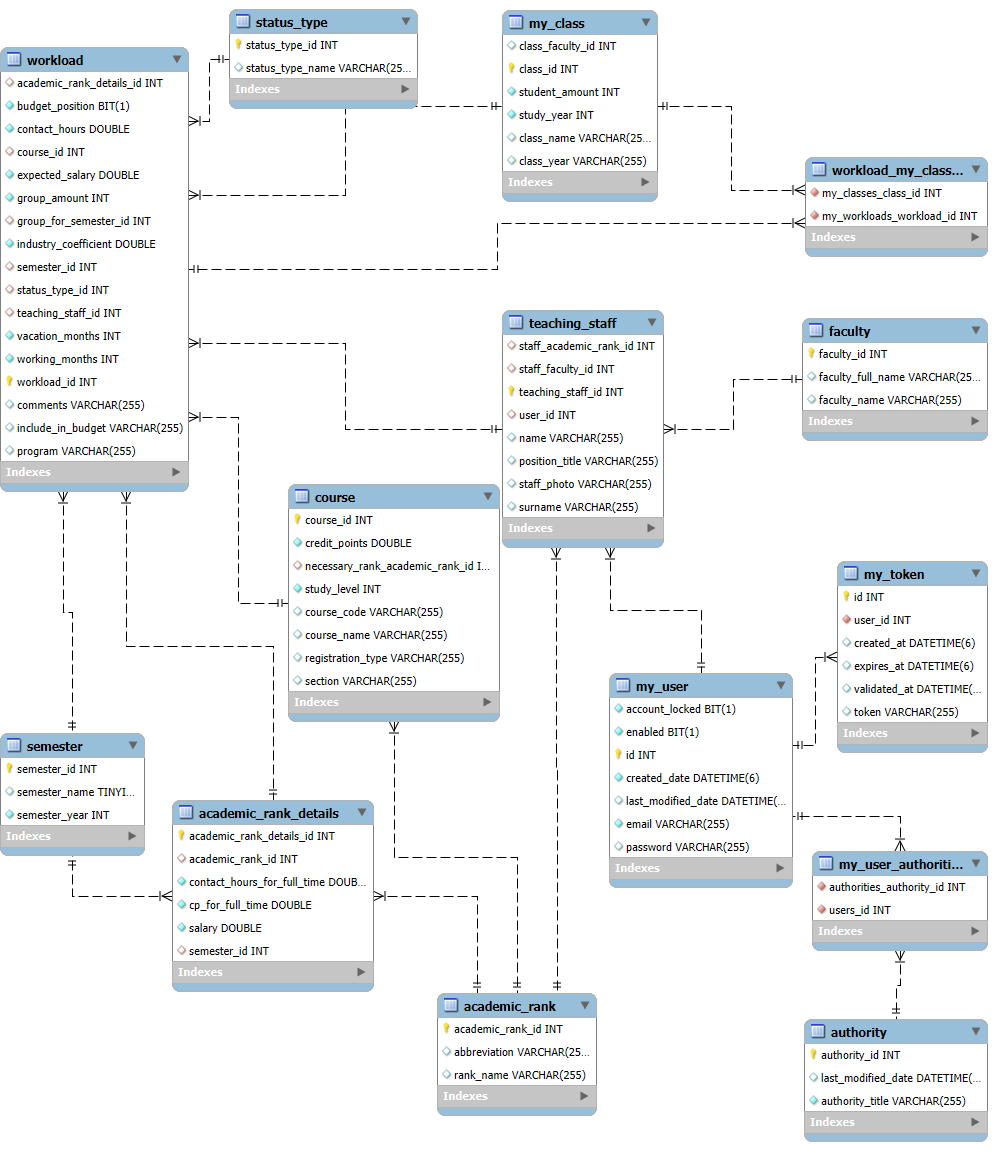 status_type
status_type_id INT
status_type_name VARCHAR(25...
Indexes
my_class
class_faculty_id INT
class_id INT
student_amount INT
study_year INT
class_name VARCHAR(25...
class_year VARCHAR(255)
Indexes
workload
academic_rank_details_id INT
budget_position BIT(1)
contact_hours DOUBLE
course_id INT
expected_salary DOUBLE
group_amount INT
group_for_semester_id INT
industry_coefficient DOUBLE
semester_id INT
status_type_id INT
teaching_staff_id INT
vacation_months INT
working_months INT
workload_id INT
comments VARCHAR(255)
include_in_budget VARCHAR(255)
program VARCHAR(255)
Indexes
workload_my_class...
my_classes_class_id INT
my_workloads_workload_id INT
Indexes
teaching_staff
staff_academic_rank_id INT
staff_faculty_id INT
teaching_staff_id INT
user_id INT
name VARCHAR(255)
position_title VARCHAR(255)
staff_photo VARCHAR(255)
surname VARCHAR(255)
Indexes
faculty
faculty_id INT
faculty_full_name VARCHAR(25...
faculty_name VARCHAR(255)
Indexes
course
course_id INT
credit_points DOUBLE
necessary_rank_academic_rank_id I...
study_level INT
course_code VARCHAR(255)
course_name VARCHAR(255)
registration_type VARCHAR(255)
section VARCHAR(255)
Indexes
my_token
id INT
user_id INT
created_at DATETIME(6)
expires_at DATETIME(6)
validated_at DATETIME(...
token VARCHAR(255)
Indexes
my_user
account_locked BIT(1)
enabled BIT(1)
id INT
created_date DATETIME(6)
last_modified_date DATETIME(...
email VARCHAR(255)
password VARCHAR(255)
Indexes
semester
semester_id INT
semester_name TINYI...
semester_year INT
Indexes
academic_rank_details
academic_rank_details_id INT
academic_rank_id INT
contact_hours_for_full_time DOUB...
cp_for_full_time DOUBLE
salary DOUBLE
semester_id INT
Indexes
my_user_authoriti...
authorities_authority_id INT
users_id INT
Indexes
academic_rank
academic_rank_id INT
abbreviation VARCHAR(25...
rank_name VARCHAR(255)
Indexes
authority
authority_id INT
last_modified_date DATETIME(...
authority_title VARCHAR(255)
Indexes